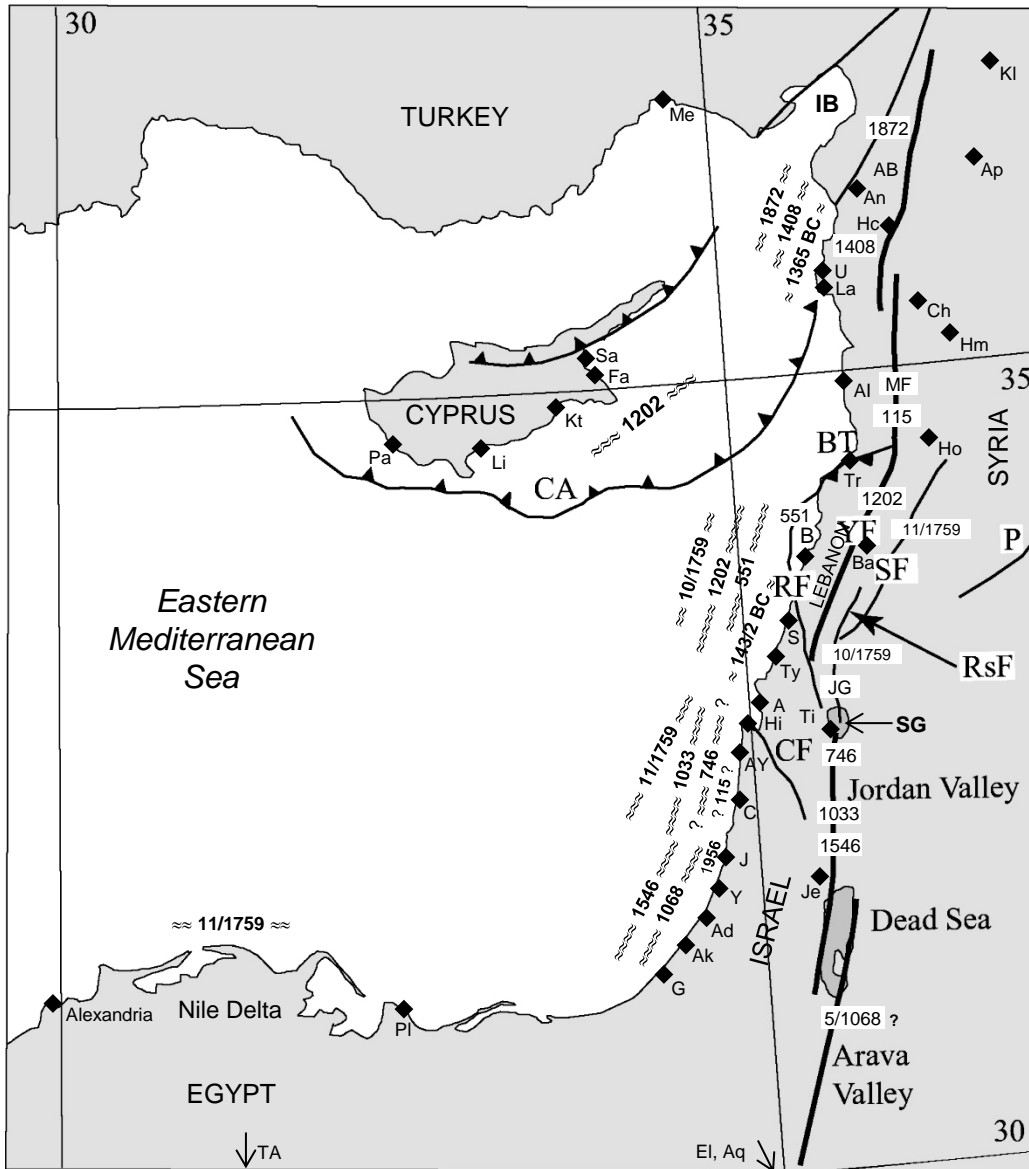 30
35
Kl
TURKEY
Me
IB
1872
AB
Ap
An
Hc
1408
≈ 1872 ≈
≈ 1408 ≈
≈ 1365 BC ≈
U
La
Ch
Hm
Sa
Fa
35
Al
MF
CYPRUS
Kt
≈ 1202 ≈
115
SYRIA
Pa
Li
BT
Ho
CA
Tr
1202
551
11/1759
B
YF
Ba
SF
P
LEBANON
RF
≈ 10/1759 ≈
≈ 1202 ≈
≈ 551 ≈
≈ 143/2 BC ≈
Eastern
Mediterranean
Sea
S
10/1759
RsF
Ty
JG
A
Hi
Ti
SG
CF
746
AY
≈ 11/1759 ≈
≈ 1033 ≈
? ≈ 746 ≈ ?
? 115 ?
Jordan Valley
C
1033
1546
≈ 1546 ≈
≈ 1068 ≈
1956
J
Je
Y
ISRAEL
Dead Sea
Ad
≈ 11/1759 ≈
Ak
G
Alexandria
Nile Delta
Pl
5/1068 ?
Arava
Valley
EGYPT
30
TA
El, Aq